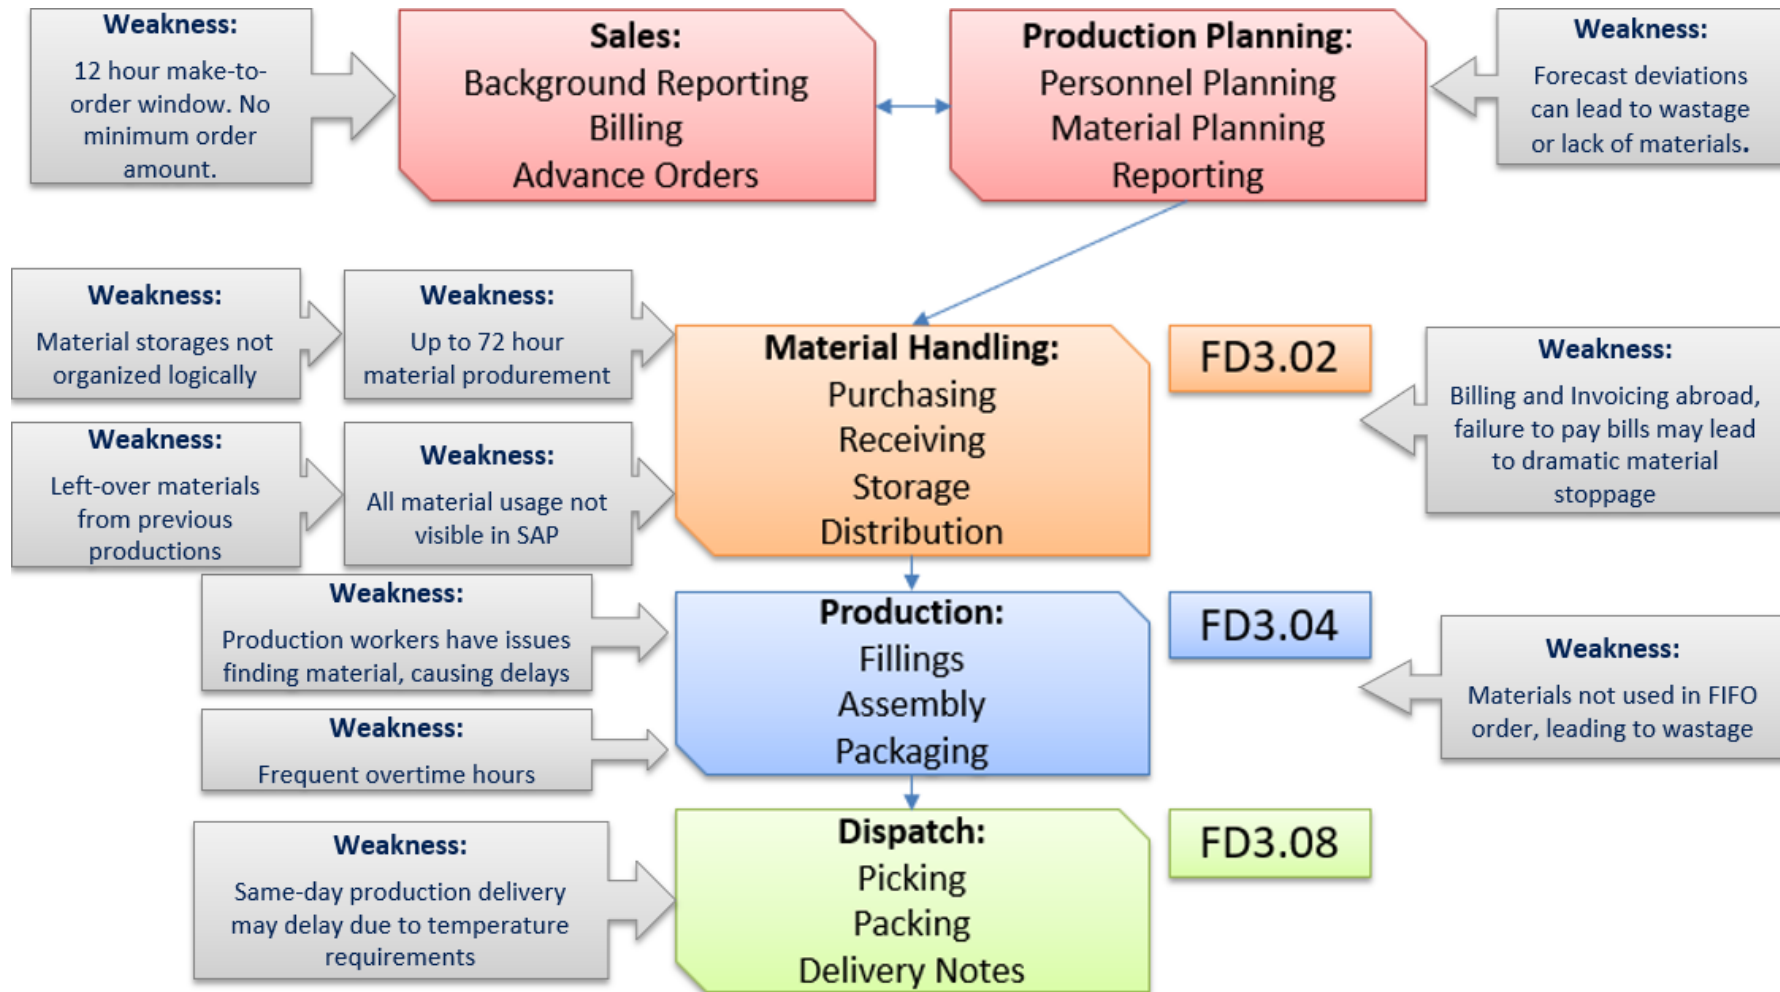 Weakness:
12 hour make-to-
order window. No
minimum order
amount.
Sales:
Background Reporting
Billing
Advance Orders
Production Planning:
Personnel Planning
Material Planning
Reporting
Weakness:
Forecast deviations
can lead to wastage
or lack of materials.
Weakness:
Material storages not
organized logically
Weakness:
Up to 72 hour
material produrement
Weakness:
Left-over materials
from previous
productions
Weakness:
All material usage not
visible in SAP
Material Handling:
Purchasing
Receiving
Storage
Distribution
FD3.02
Weakness:
Billing and Invoicing abroad,
failure to pay bills may lead
to dramatic material
stoppage
Weakness:
Production workers have issues
finding material, causing delays
Weakness:
Frequent overtime hours
Production:
Fillings
Assembly
Packaging
FD3.04
Weakness:
Materials not used in FIFO
order, leading to wastage
Weakness:
Same-day production delivery
may delay due to temperature
requirements
Dispatch:
Picking
Packing
Delivery Notes
FD3.08